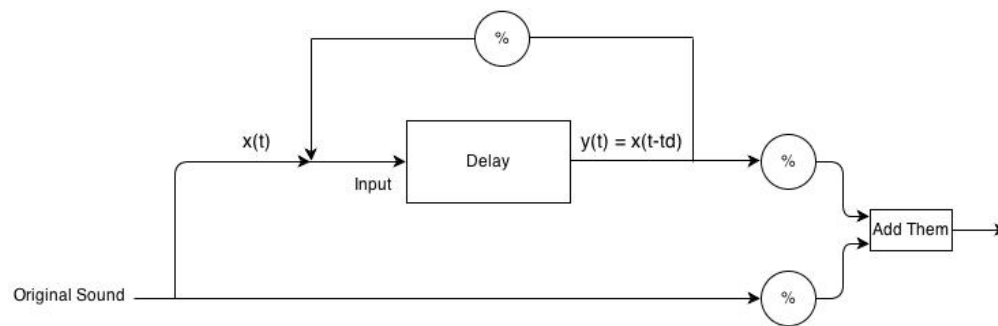 %
x(t)
Delay
y(t) = x(t-td)
%
Input
Add Them
Original Sound
%